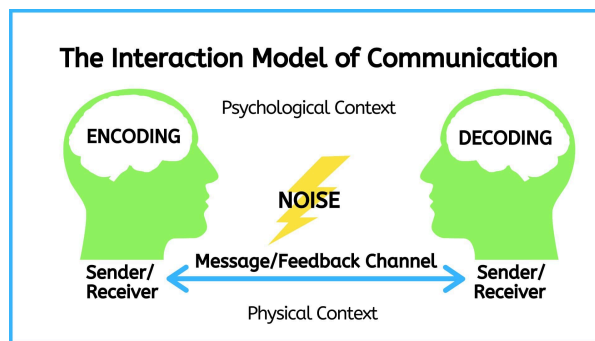 The Interaction Model of Communication
Psychological Context
ENCODING
DECODING
NOISE
Message/Feedback Channel
Sender/
Receiver
Sender/
Receiver
Physical Context